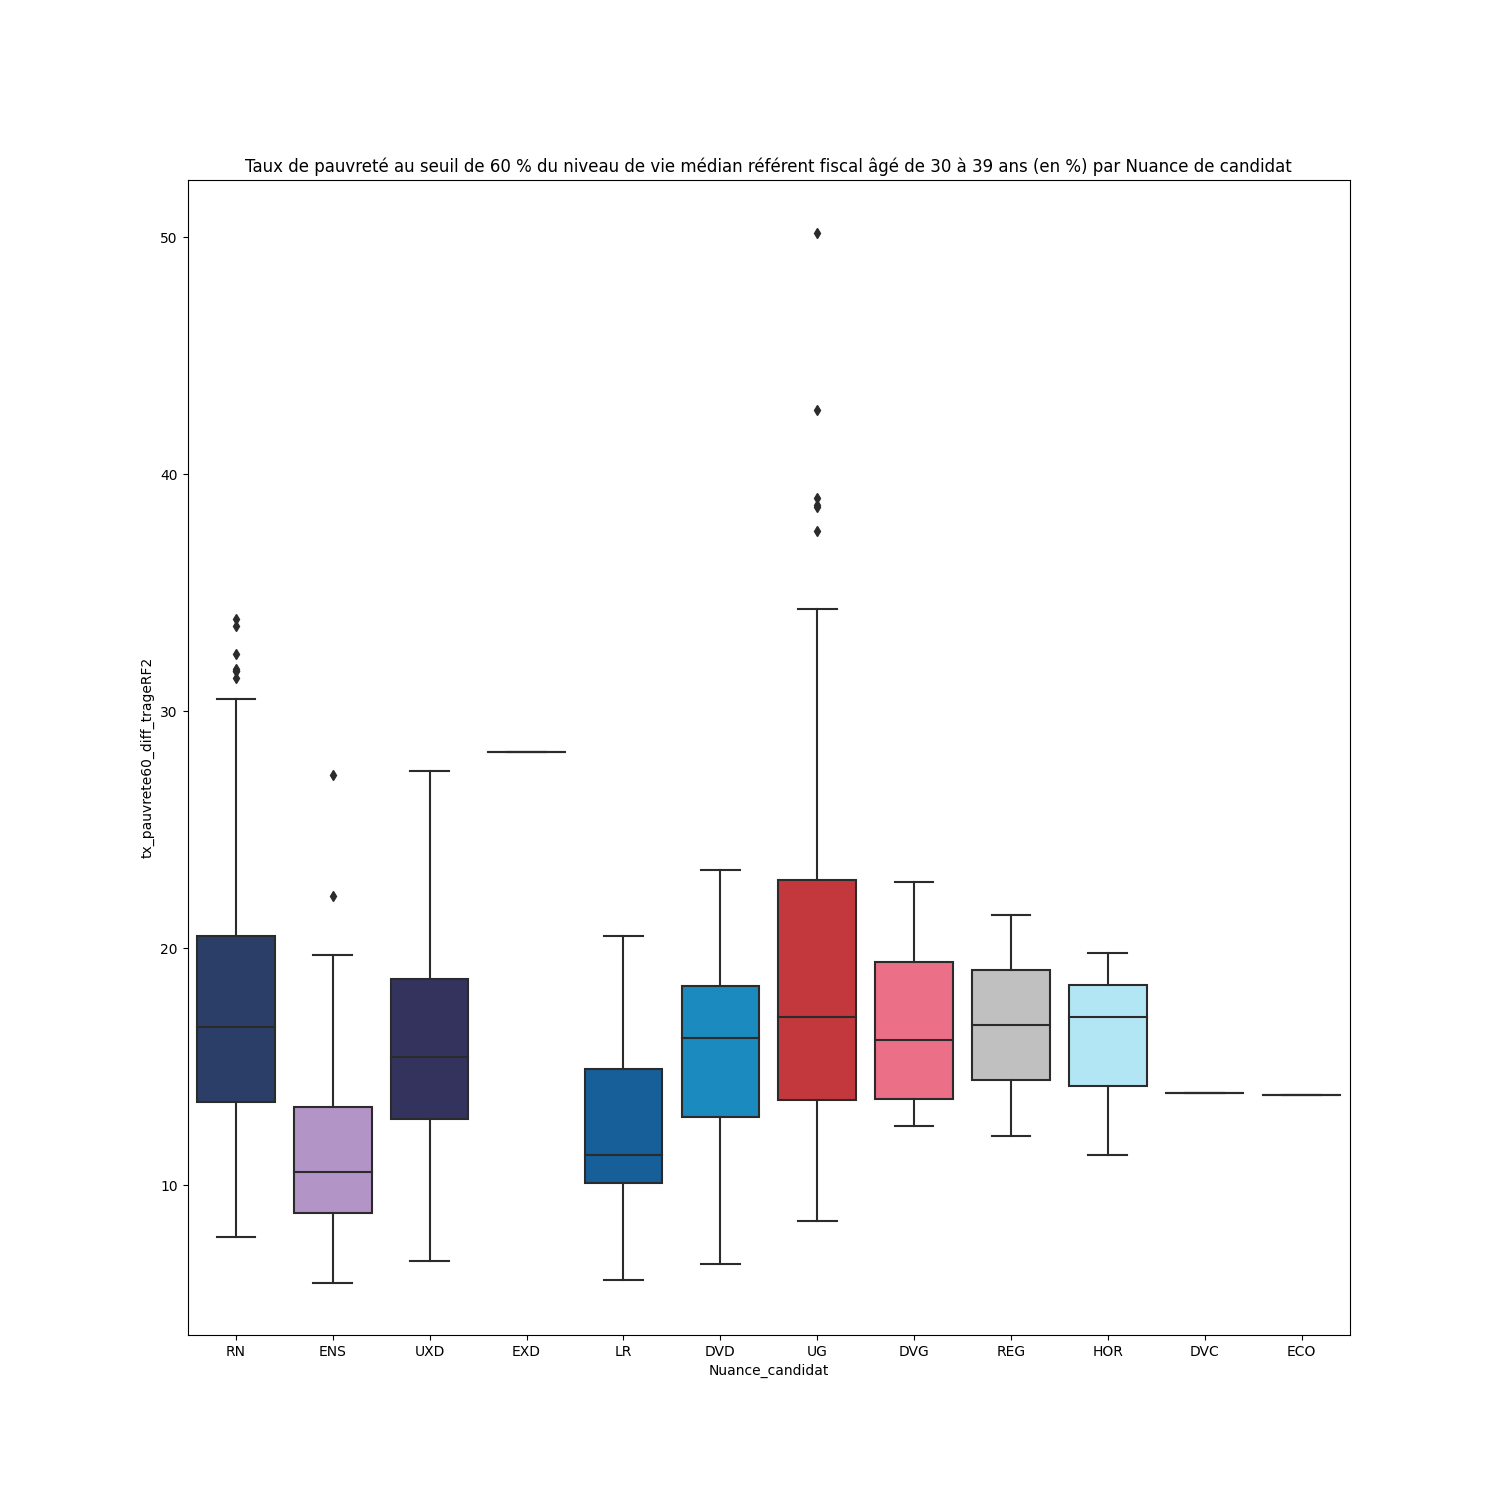 Taux de pauvreté au seuil de 60 % du niveau de vie médian référent fiscal âgé de 30 à 39 ans (en %) par Nuance de candidat
50
40
30
20
10
tx_pauvrete60_diff_trageRF2
RN ENS UXD EXD LR DVD UG DVG REG HOR DVC ECO
Nuance_candidat